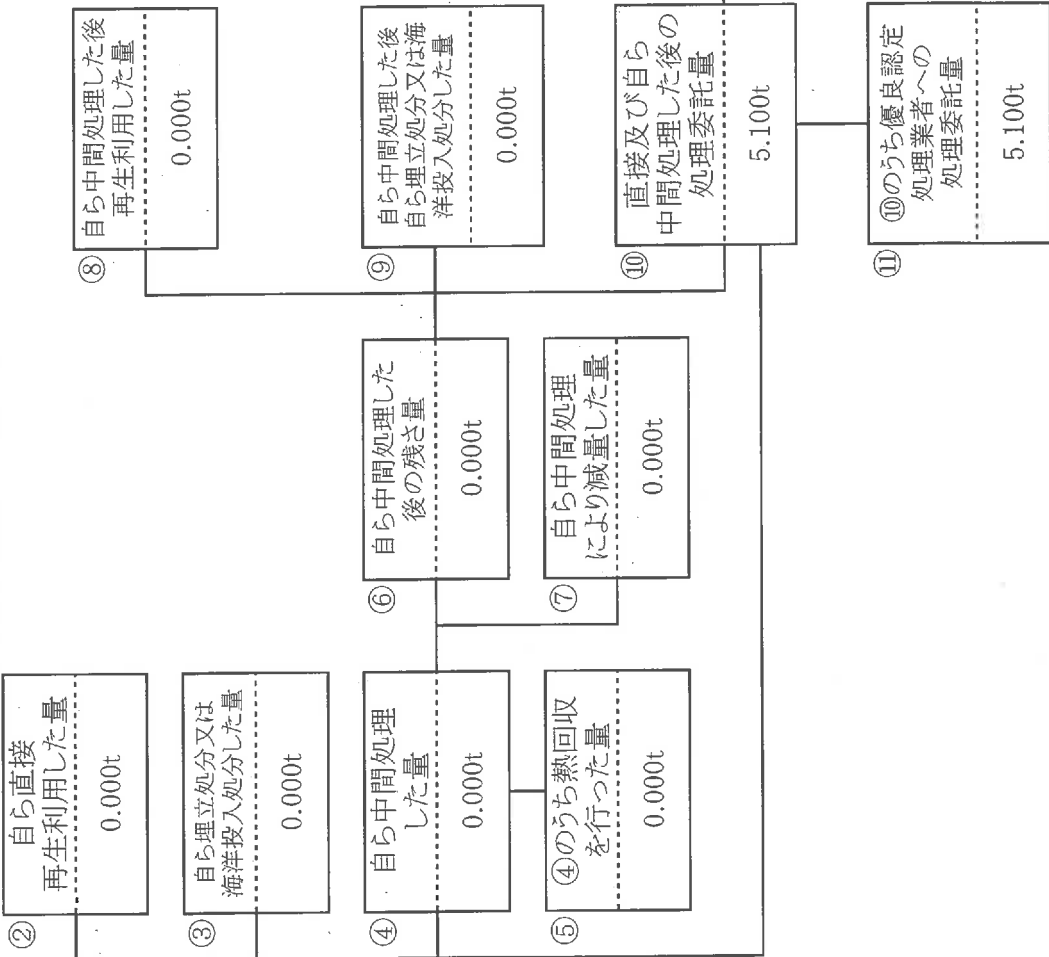 ②
自ら直接
再生利用した量
0.000t
③
自ら埋立処分又は
海洋投入処分した量
0.000t
④
自ら中間処理
した量
0.000t
⑤
④のうち熱回収
を行った量
0.000t
⑥
自ら中間処理した
後の残さ量
0.000t
⑦
自ら中間処理
により減量した量
0.000t
⑧
自ら中間処理した後
再生利用した量
0.000t
⑨
自ら中間処理した後
自ら埋立処分又は海
洋投入処分した量
0.000t
⑩
直接及び自ら
中間処理した後の
処理委託量
5.100t
⑪
⑩のうち優良認定
処理業者への
処理委託量
5.100t